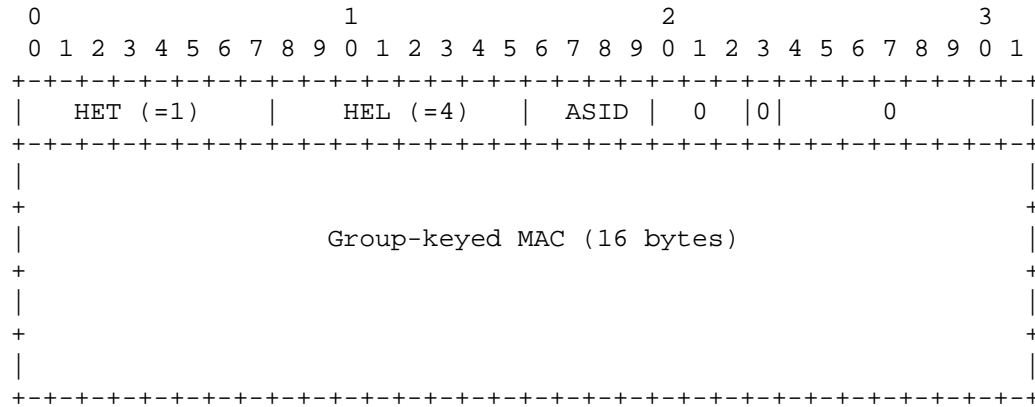 0                   1                   2                   3
 0 1 2 3 4 5 6 7 8 9 0 1 2 3 4 5 6 7 8 9 0 1 2 3 4 5 6 7 8 9 0 1
+-+-+-+-+-+-+-+-+-+-+-+-+-+-+-+-+-+-+-+-+-+-+-+-+-+-+-+-+-+-+-+-+
|   HET (=1)    |    HEL (=4)   |  ASID |  0  |0|      0        |
+-+-+-+-+-+-+-+-+-+-+-+-+-+-+-+-+-+-+-+-+-+-+-+-+-+-+-+-+-+-+-+-+
|                                                               |
+                                                               +
|                   Group-keyed MAC (16 bytes)                  |
+                                                               +
|                                                               |
+                                                               +
|                                                               |
+-+-+-+-+-+-+-+-+-+-+-+-+-+-+-+-+-+-+-+-+-+-+-+-+-+-+-+-+-+-+-+-+